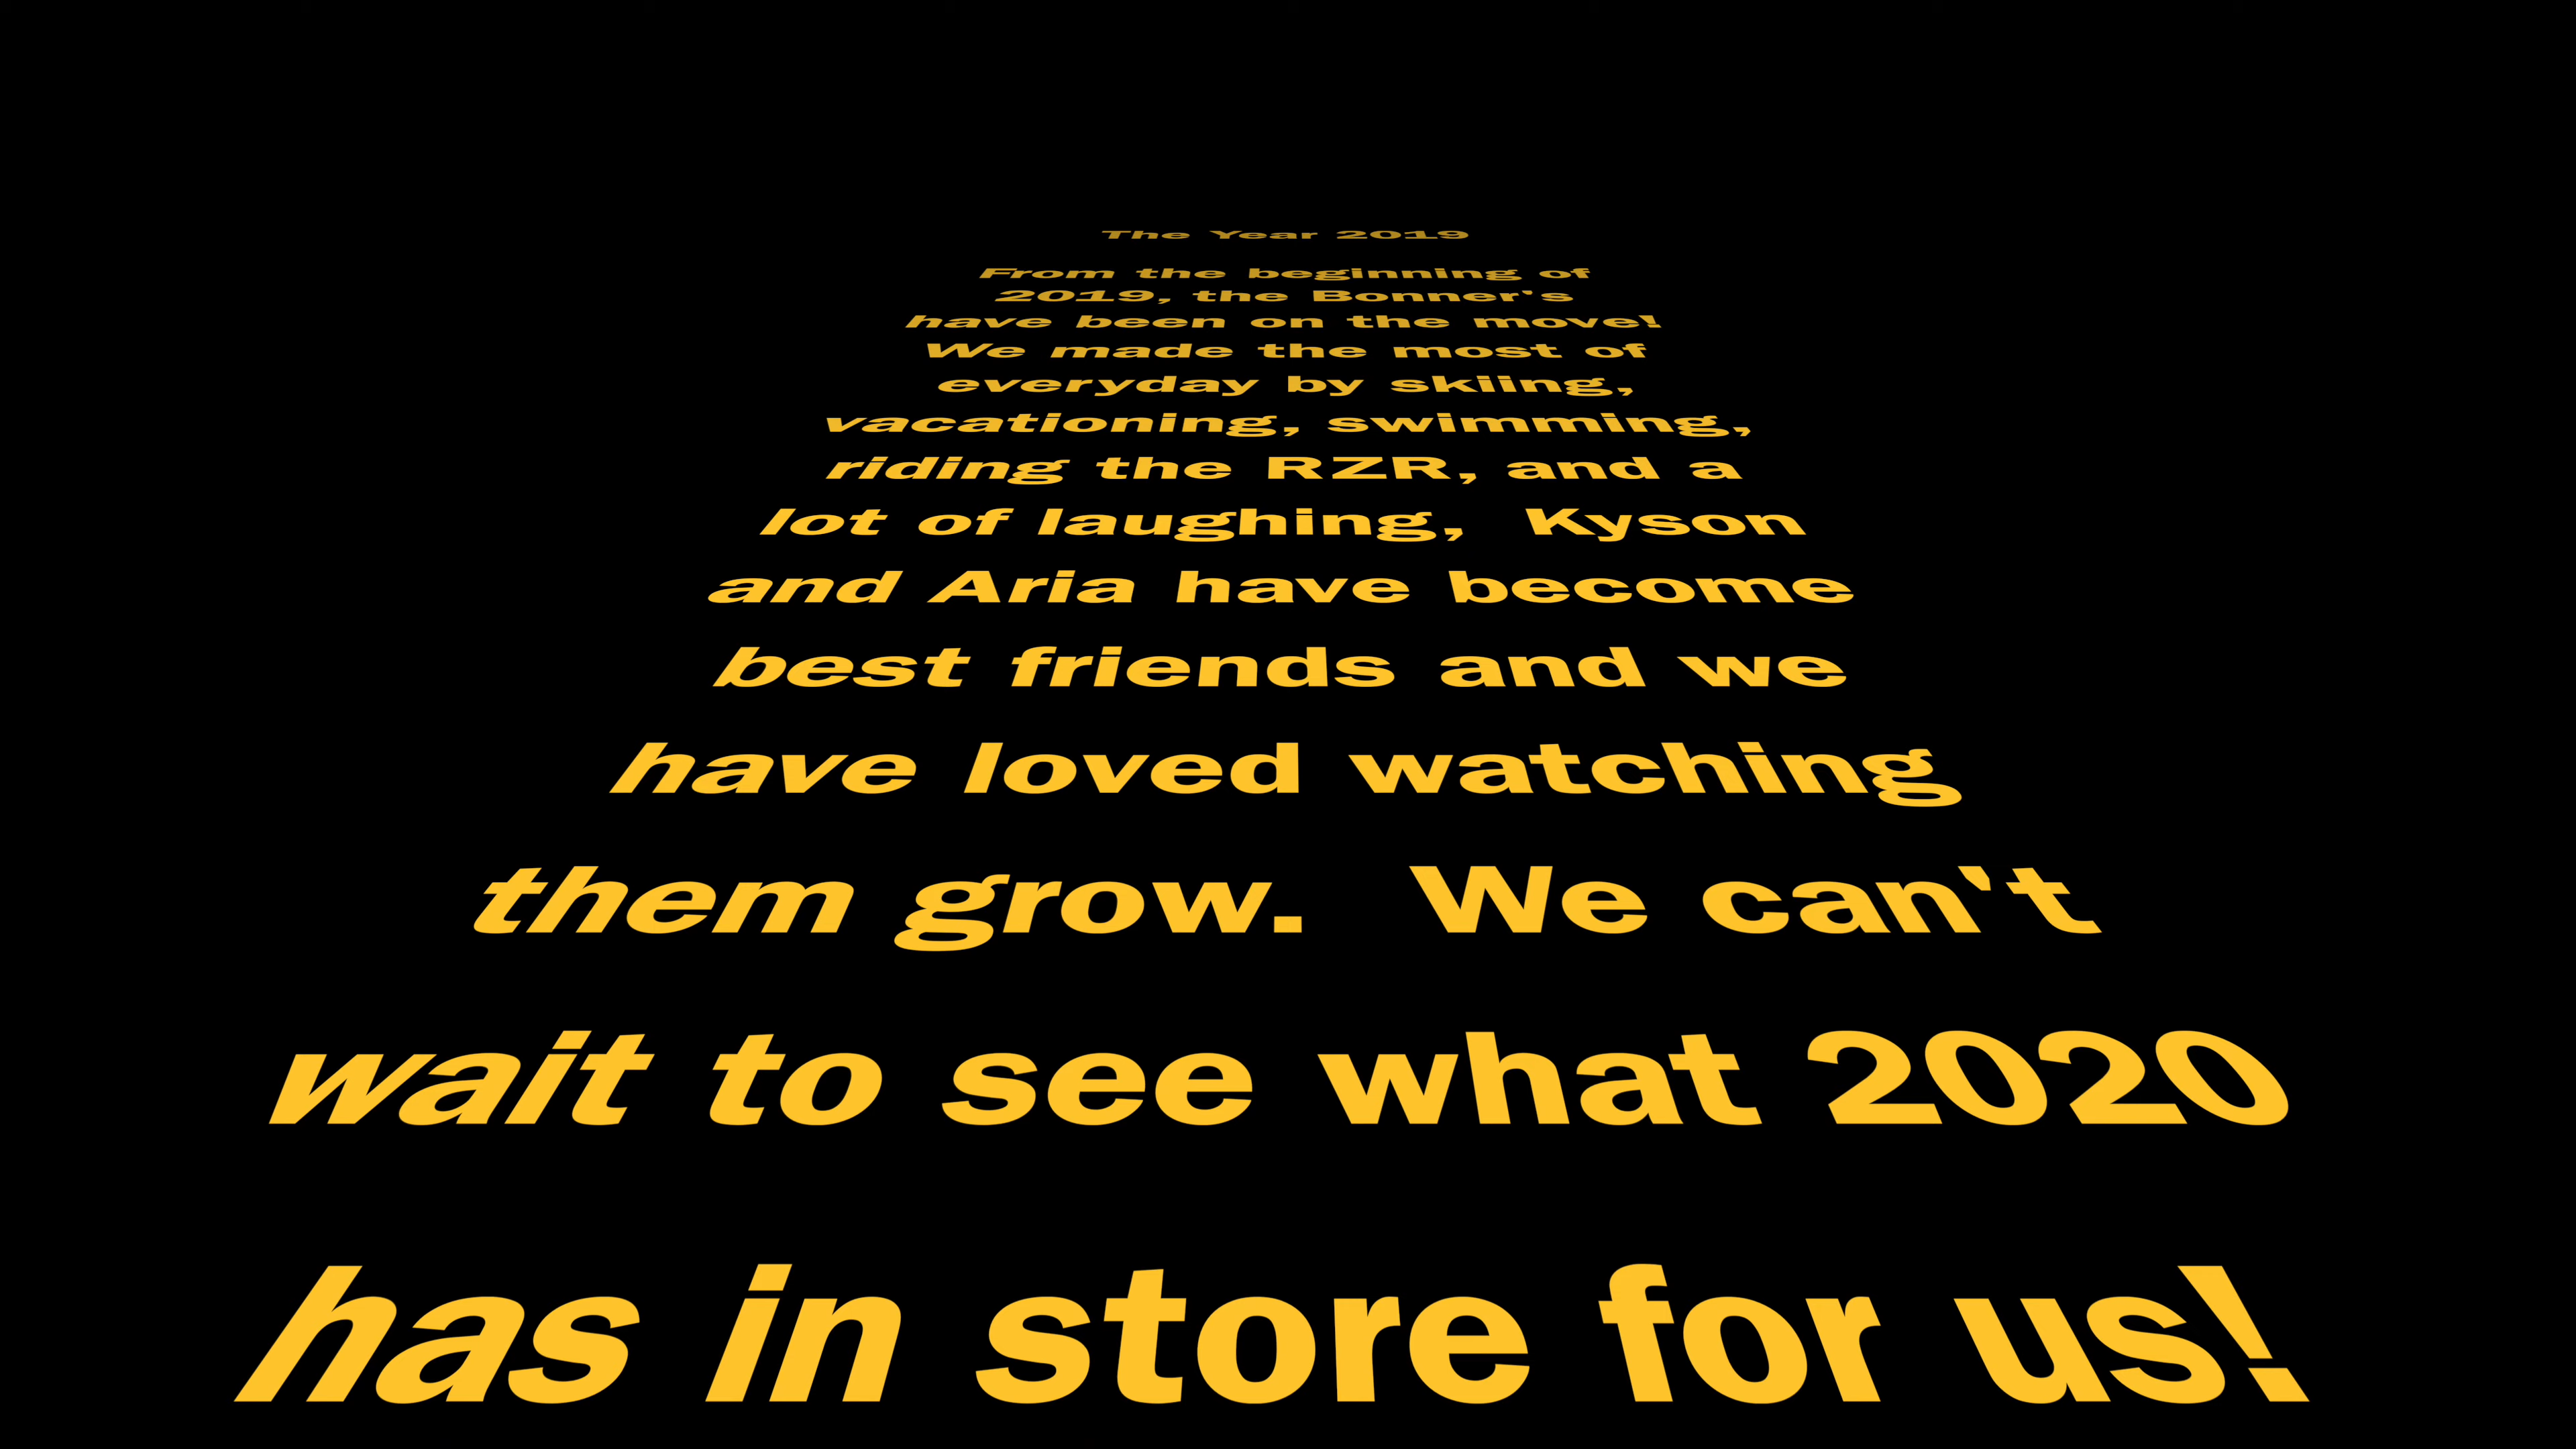 The Year 2019
From the beginning of
2019, the Bonner's
have been on the move!
We made the most of
everyday by skiing,
vacationing, swimming,
riding the RZR, and a
lot of laughing,  Kyson
and Aria have become
best friends and we
have loved watching
them grow.  We can't
wait to see what 2020
has in store for us!